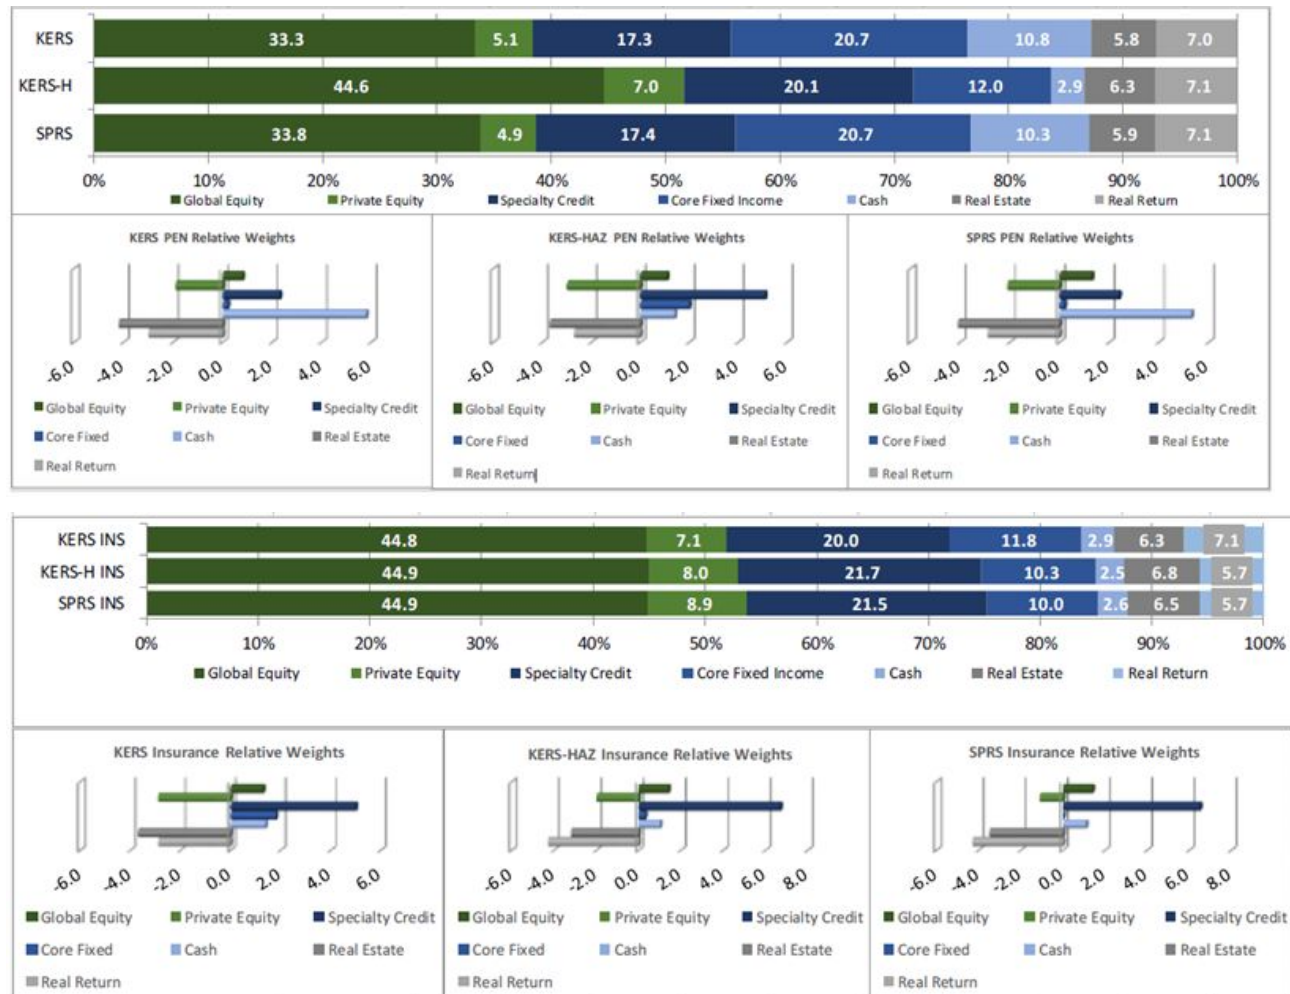 KERS 33.3 5.1 17.3 20.7 10.8 5.8 7.0
KERS-H 44.6 7.0 20.1 12.0 2.9 6.3 7.1
SPRS 33.8 4.9 17.4 20.7 10.3 5.9 7.1
0% 10% 20% 30% 40% 50% 60% 70% 80% 90% 100%
Global Equity Private Equity Specialty Credit Core Fixed Income Cash Real Estate Real Return
KERS PEN Relative Weights
-6.0 -4.0 -2.0 0.0 2.0 4.0 6.0
Global Equity Private Equity Specialty Credit
Core Fixed Cash Real Estate
Real Return
KERS-HAZ PEN Relative Weights
-6.0 -4.0 -2.0 0.0 2.0 4.0 6.0
Global Equity Private Equity Specialty Credit
Core Fixed Cash Real Estate
Real Return
SPRS PEN Relative Weights
-6.0 -4.0 -2.0 0.0 2.0 4.0 6.0
Global Equity Private Equity Specialty Credit
Core Fixed Cash Real Estate
Real Return
KERS INS 44.8 7.1 20.0 11.8 2.9 6.3 7.1
KERS-H INS 44.9 8.0 21.7 10.3 2.5 6.8 5.7
SPRS INS 44.9 8.9 21.5 10.0 2.6 6.5 5.7
0% 10% 20% 30% 40% 50% 60% 70% 80% 90% 100%
Global Equity Private Equity Specialty Credit Core Fixed Income Cash Real Estate Real Return
KERS Insurance Relative Weights
-6.0 -4.0 -2.0 0.0 2.0 4.0 6.0
Global Equity Private Equity Specialty Credit
Core Fixed Cash Real Estate
Real Return
KERS-HAZ Insurance Relative Weights
-6.0 -4.0 -2.0 0.0 2.0 4.0 6.0 8.0
Global Equity Private Equity Specialty Credit
Core Fixed Cash Real Estate
Real Return
SPRS Insurance Relative Weights
-6.0 -4.0 -2.0 0.0 2.0 4.0 6.0 8.0
Global Equity Private Equity Specialty Credit
Core Fixed Cash Real Estate
Real Return